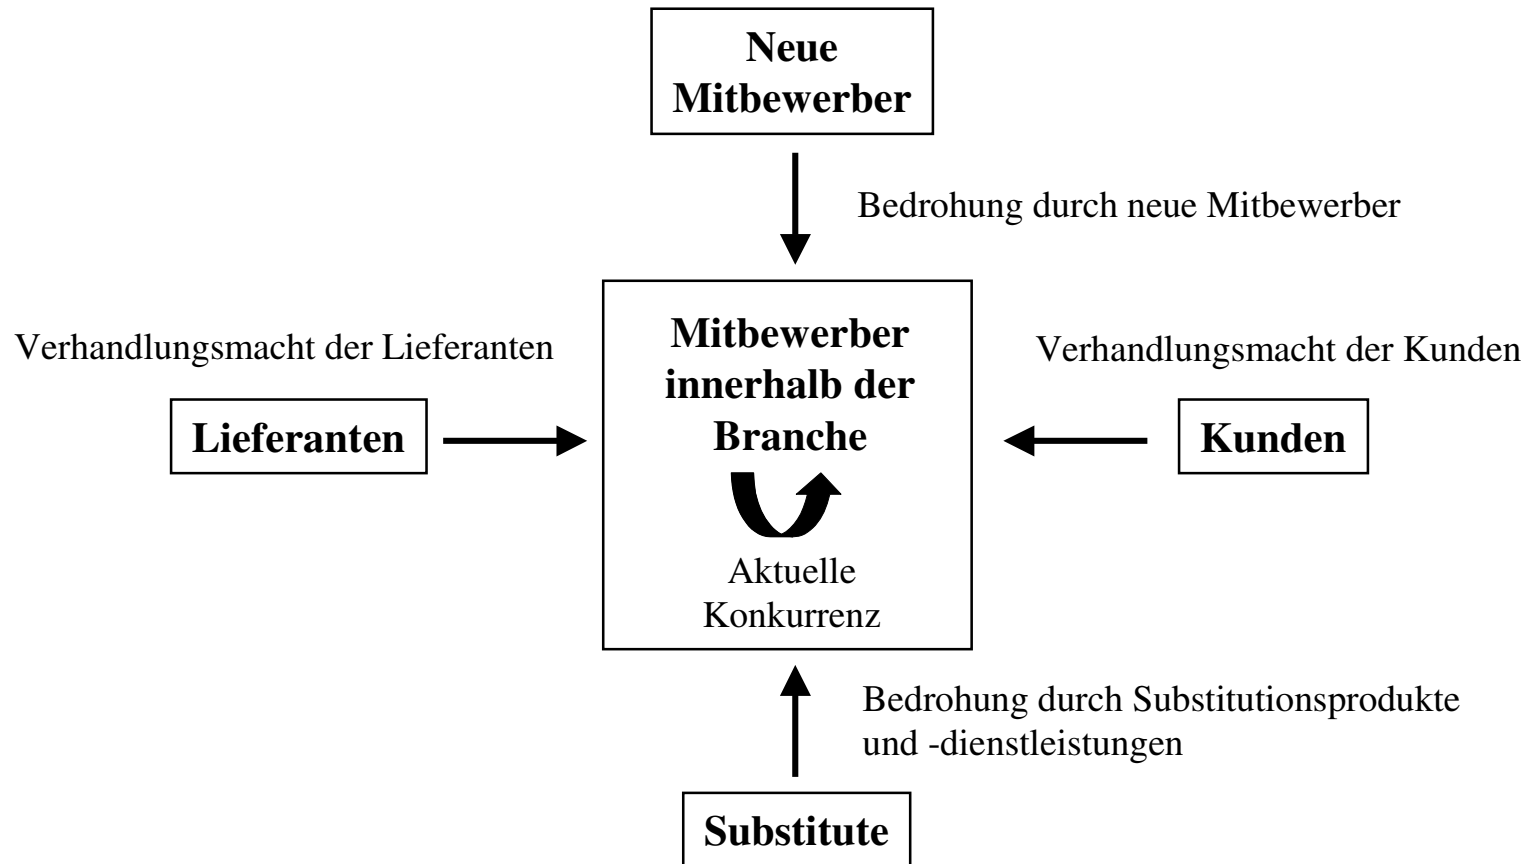 Neue
Mitbewerber
Bedrohung durch neue Mitbewerber
Verhandlungsmacht der Lieferanten
Lieferanten
Mitbewerber
innerhalb der
Branche
Aktuelle
Konkurrenz
Verhandlungsmacht der Kunden
Kunden
Bedrohung durch Substitutionsprodukte
und -dienstleistungen
Substitute